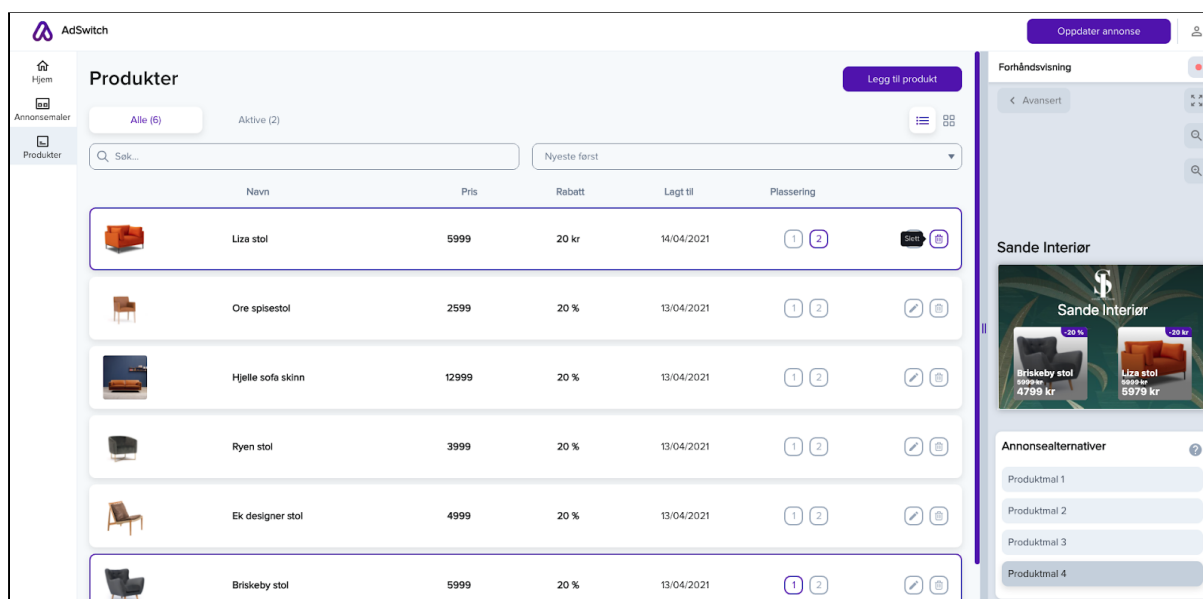 AdSwitch
Oppdater annonse
Hjem
Annonsemaler
Produkter
Produkter
Legg til produkt
Alle (6)
Aktive (2)
Søk...
Nyeste først
Navn Pris Rabatt Lagt til Plassering
Liza stol 5999 20 kr 14/04/2021 1 2 Slett
Ore spisestol 2599 20 % 13/04/2021 1 2
Hjelle sofa skinn 12999 20 % 13/04/2021 1 2
Ryen stol 3999 20 % 13/04/2021 1 2
Ek designer stol 4999 20 % 13/04/2021 1 2
Briskeby stol 5999 20 % 13/04/2021 1 2
Forhåndsvisning
Avansert
Sande Interiør
Sande Interiør
-20 %
Briskeby stol
5999 kr
4799 kr
-20 kr
Liza stol
5999 kr
5979 kr
Annonsealternativer
?
Produktmal 1
Produktmal 2
Produktmal 3
Produktmal 4